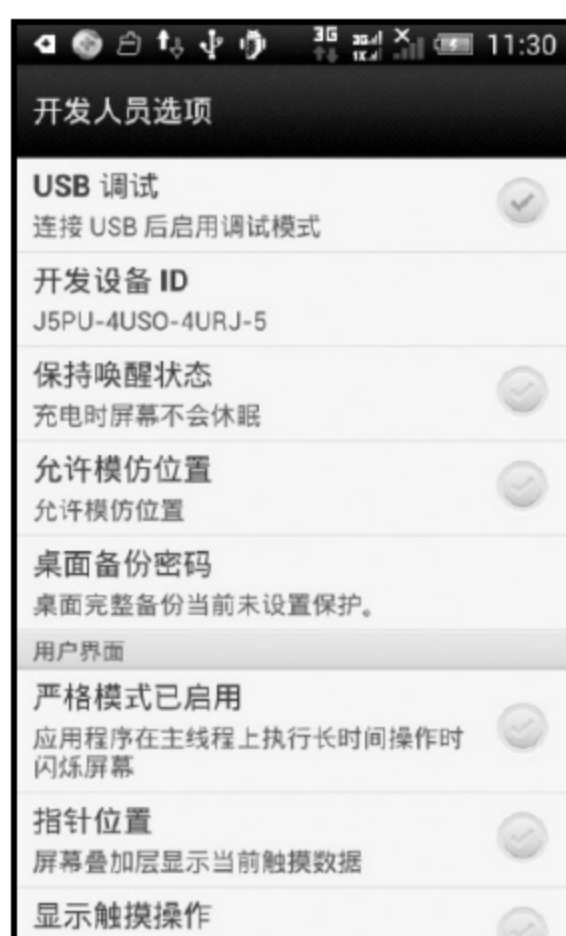 3G 3G 1X 11:30
开发人员选项
USB 调试
连接 USB 后启用调试模式
开发设备 ID
J5PU-4USO-4URJ-5
保持唤醒状态
充电时屏幕不会休眠
允许模仿位置
允许模仿位置
桌面备份密码
桌面完整备份当前未设置保护。
用户界面
严格模式已启用
应用程序在主线程上执行长时间操作时
闪烁屏幕
指针位置
屏幕叠加层显示当前触摸数据
显示触摸操作